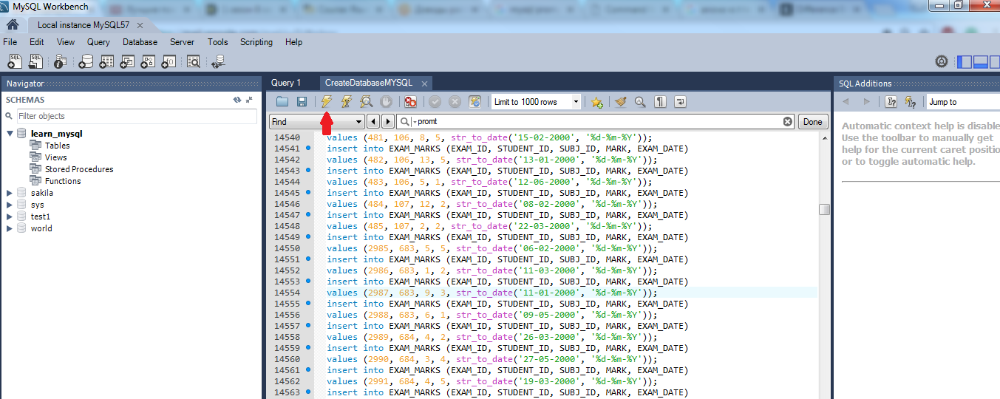 MySQL Workbench
Local instance MySQL57
File Edit View Query Database Server Tools Scripting Help
Navigator
SCHEMAS
Filter objects
learn_mysql
Tables
Views
Stored Procedures
Functions
sakila
sys
test1
world
Query 1 CreateDatabaseMYSQL
Limit to 1000 rows
Find promt Done
14540 values (481, 106, 8, 5, str_to_date('15-02-2000', '%d-%m-%Y'));
14541 insert into EXAM_MARKS (EXAM_ID, STUDENT_ID, SUBJ_ID, MARK, EXAM_DATE)
14542 values (482, 106, 13, 5, str_to_date('13-01-2000', '%d-%m-%Y'));
14543 insert into EXAM_MARKS (EXAM_ID, STUDENT_ID, SUBJ_ID, MARK, EXAM_DATE)
14544 values (483, 106, 5, 1, str_to_date('12-06-2000', '%d-%m-%Y'));
14545 insert into EXAM_MARKS (EXAM_ID, STUDENT_ID, SUBJ_ID, MARK, EXAM_DATE)
14546 values (484, 107, 12, 2, str_to_date('08-02-2000', '%d-%m-%Y'));
14547 insert into EXAM_MARKS (EXAM_ID, STUDENT_ID, SUBJ_ID, MARK, EXAM_DATE)
14548 values (485, 107, 2, 2, str_to_date('22-03-2000', '%d-%m-%Y'));
14549 insert into EXAM_MARKS (EXAM_ID, STUDENT_ID, SUBJ_ID, MARK, EXAM_DATE)
14550 values (2985, 683, 5, 5, str_to_date('06-02-2000', '%d-%m-%Y'));
14551 insert into EXAM_MARKS (EXAM_ID, STUDENT_ID, SUBJ_ID, MARK, EXAM_DATE)
14552 values (2986, 683, 1, 2, str_to_date('11-03-2000', '%d-%m-%Y'));
14553 insert into EXAM_MARKS (EXAM_ID, STUDENT_ID, SUBJ_ID, MARK, EXAM_DATE)
14554 values (2987, 683, 9, 3, str_to_date('11-01-2000', '%d-%m-%Y'));
14555 insert into EXAM_MARKS (EXAM_ID, STUDENT_ID, SUBJ_ID, MARK, EXAM_DATE)
14556 values (2988, 683, 6, 1, str_to_date('09-05-2000', '%d-%m-%Y'));
14557 insert into EXAM_MARKS (EXAM_ID, STUDENT_ID, SUBJ_ID, MARK, EXAM_DATE)
14558 values (2989, 684, 4, 2, str_to_date('26-03-2000', '%d-%m-%Y'));
14559 insert into EXAM_MARKS (EXAM_ID, STUDENT_ID, SUBJ_ID, MARK, EXAM_DATE)
14560 values (2990, 684, 3, 4, str_to_date('27-05-2000', '%d-%m-%Y'));
14561 insert into EXAM_MARKS (EXAM_ID, STUDENT_ID, SUBJ_ID, MARK, EXAM_DATE)
14562 values (2991, 684, 4, 5, str_to_date('19-03-2000', '%d-%m-%Y'));
14563 insert into EXAM_MARKS (EXAM_ID, STUDENT_ID, SUBJ_ID, MARK, EXAM_DATE)
SQL Additions
Jump to
Automatic context help is disable
Use the toolbar to manually get
help for the current caret positio
or to toggle automatic help.